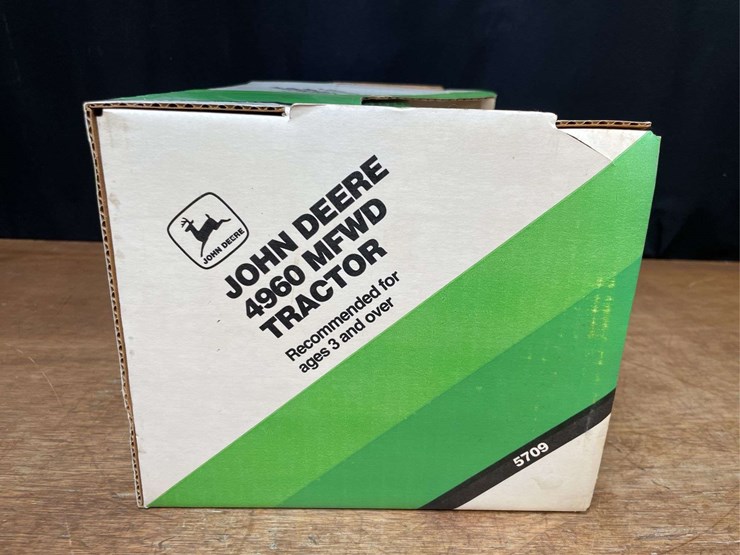 JOHN DEERE
JOHN DEERE
4960 MFWD
TRACTOR
Recommended for
ages 3 and over
5709